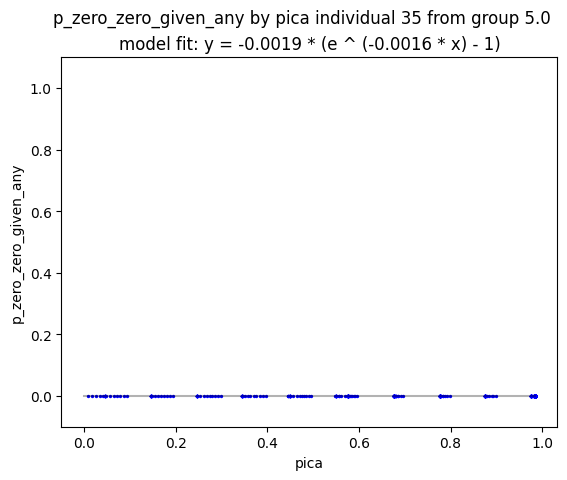 p_zero_zero_given_any by pica individual 35 from group 5.0
model fit: y = -0.0019 * (e ^ (-0.0016 * x) - 1)
1.0
0.8
0.6
0.4
0.2
0.0
p_zero_zero_given_any
0.0 0.2 0.4 0.6 0.8 1.0
pica